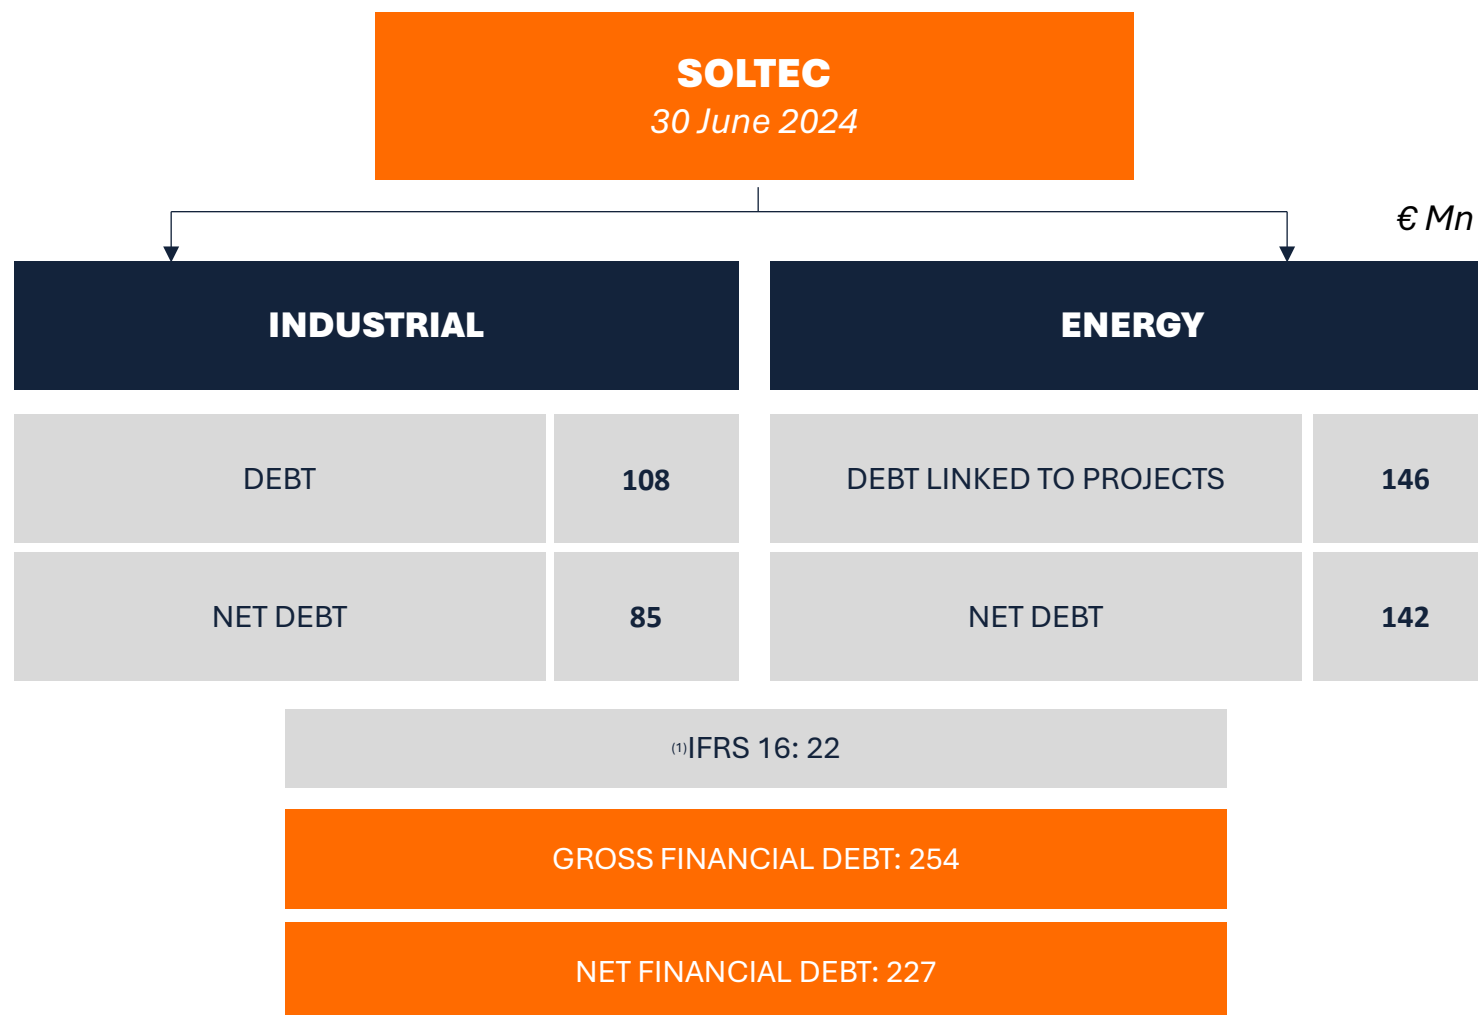 SOLTEC
30 June 2024
€ Mn
INDUSTRIAL
ENERGY
DEBT
108
DEBT LINKED TO PROJECTS
146
NET DEBT
85
NET DEBT
142
(1)IFRS 16: 22
GROSS FINANCIAL DEBT: 254
NET FINANCIAL DEBT: 227